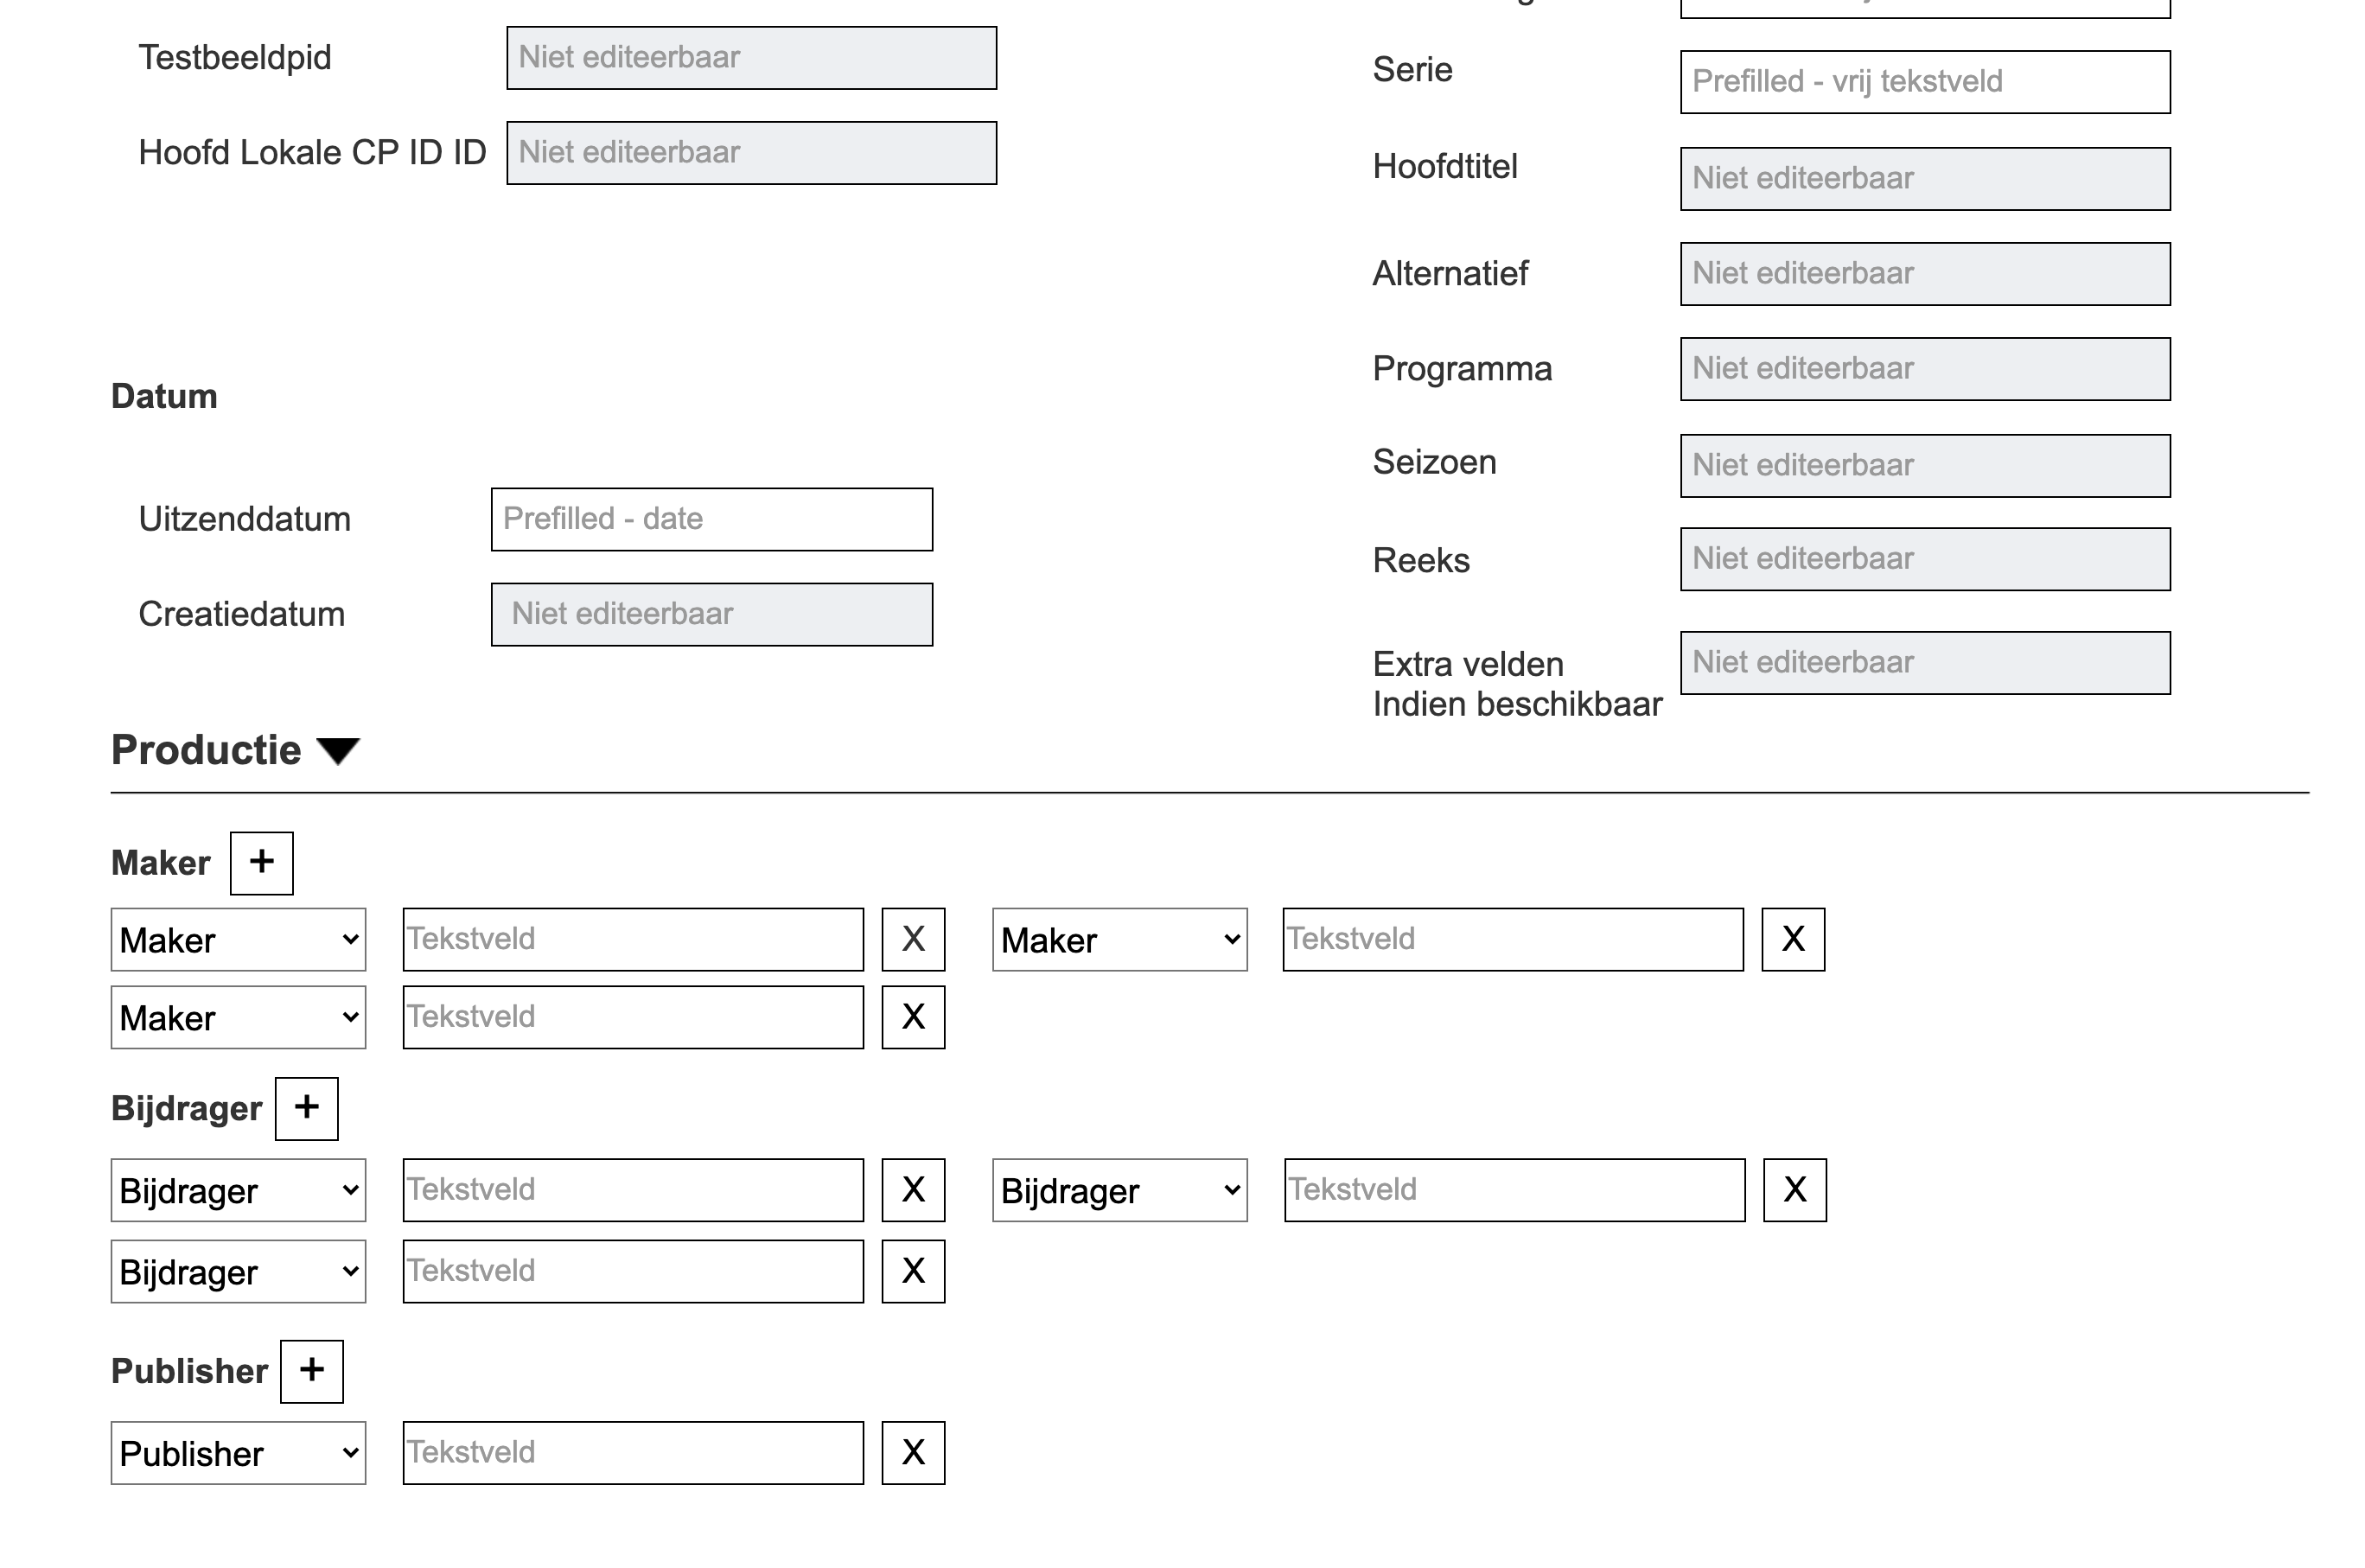 Testbeeldpid
Niet editeerbaar
Hoofd Lokale CP ID ID
Niet editeerbaar
Serie
Prefilled - vrij tekstveld
Hoofdtitel
Niet editeerbaar
Alternatief
Niet editeerbaar
Programma
Niet editeerbaar
Seizoen
Niet editeerbaar
Reeks
Niet editeerbaar
Extra velden
Indien beschikbaar
Niet editeerbaar
Datum
Uitzenddatum
Prefilled - date
Creatiedatum
Niet editeerbaar
Productie
Maker +
Maker Tekstveld X Maker Tekstveld X
Maker Tekstveld X
Bijdrager +
Bijdrager Tekstveld X Bijdrager Tekstveld X
Bijdrager Tekstveld X
Publisher +
Publisher Tekstveld X